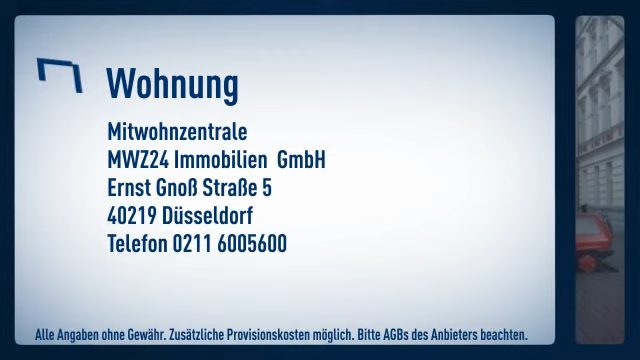 Wohnung
Mitwohnzentrale
MWZ24 Immobilien GmbH
Ernst Gnoß Straße 5
40219 Düsseldorf
Telefon 0211 6005600
Alle Angaben ohne Gewähr. Zusätzliche Provisionskosten möglich. Bitte AGBs des Anbieters beachten.